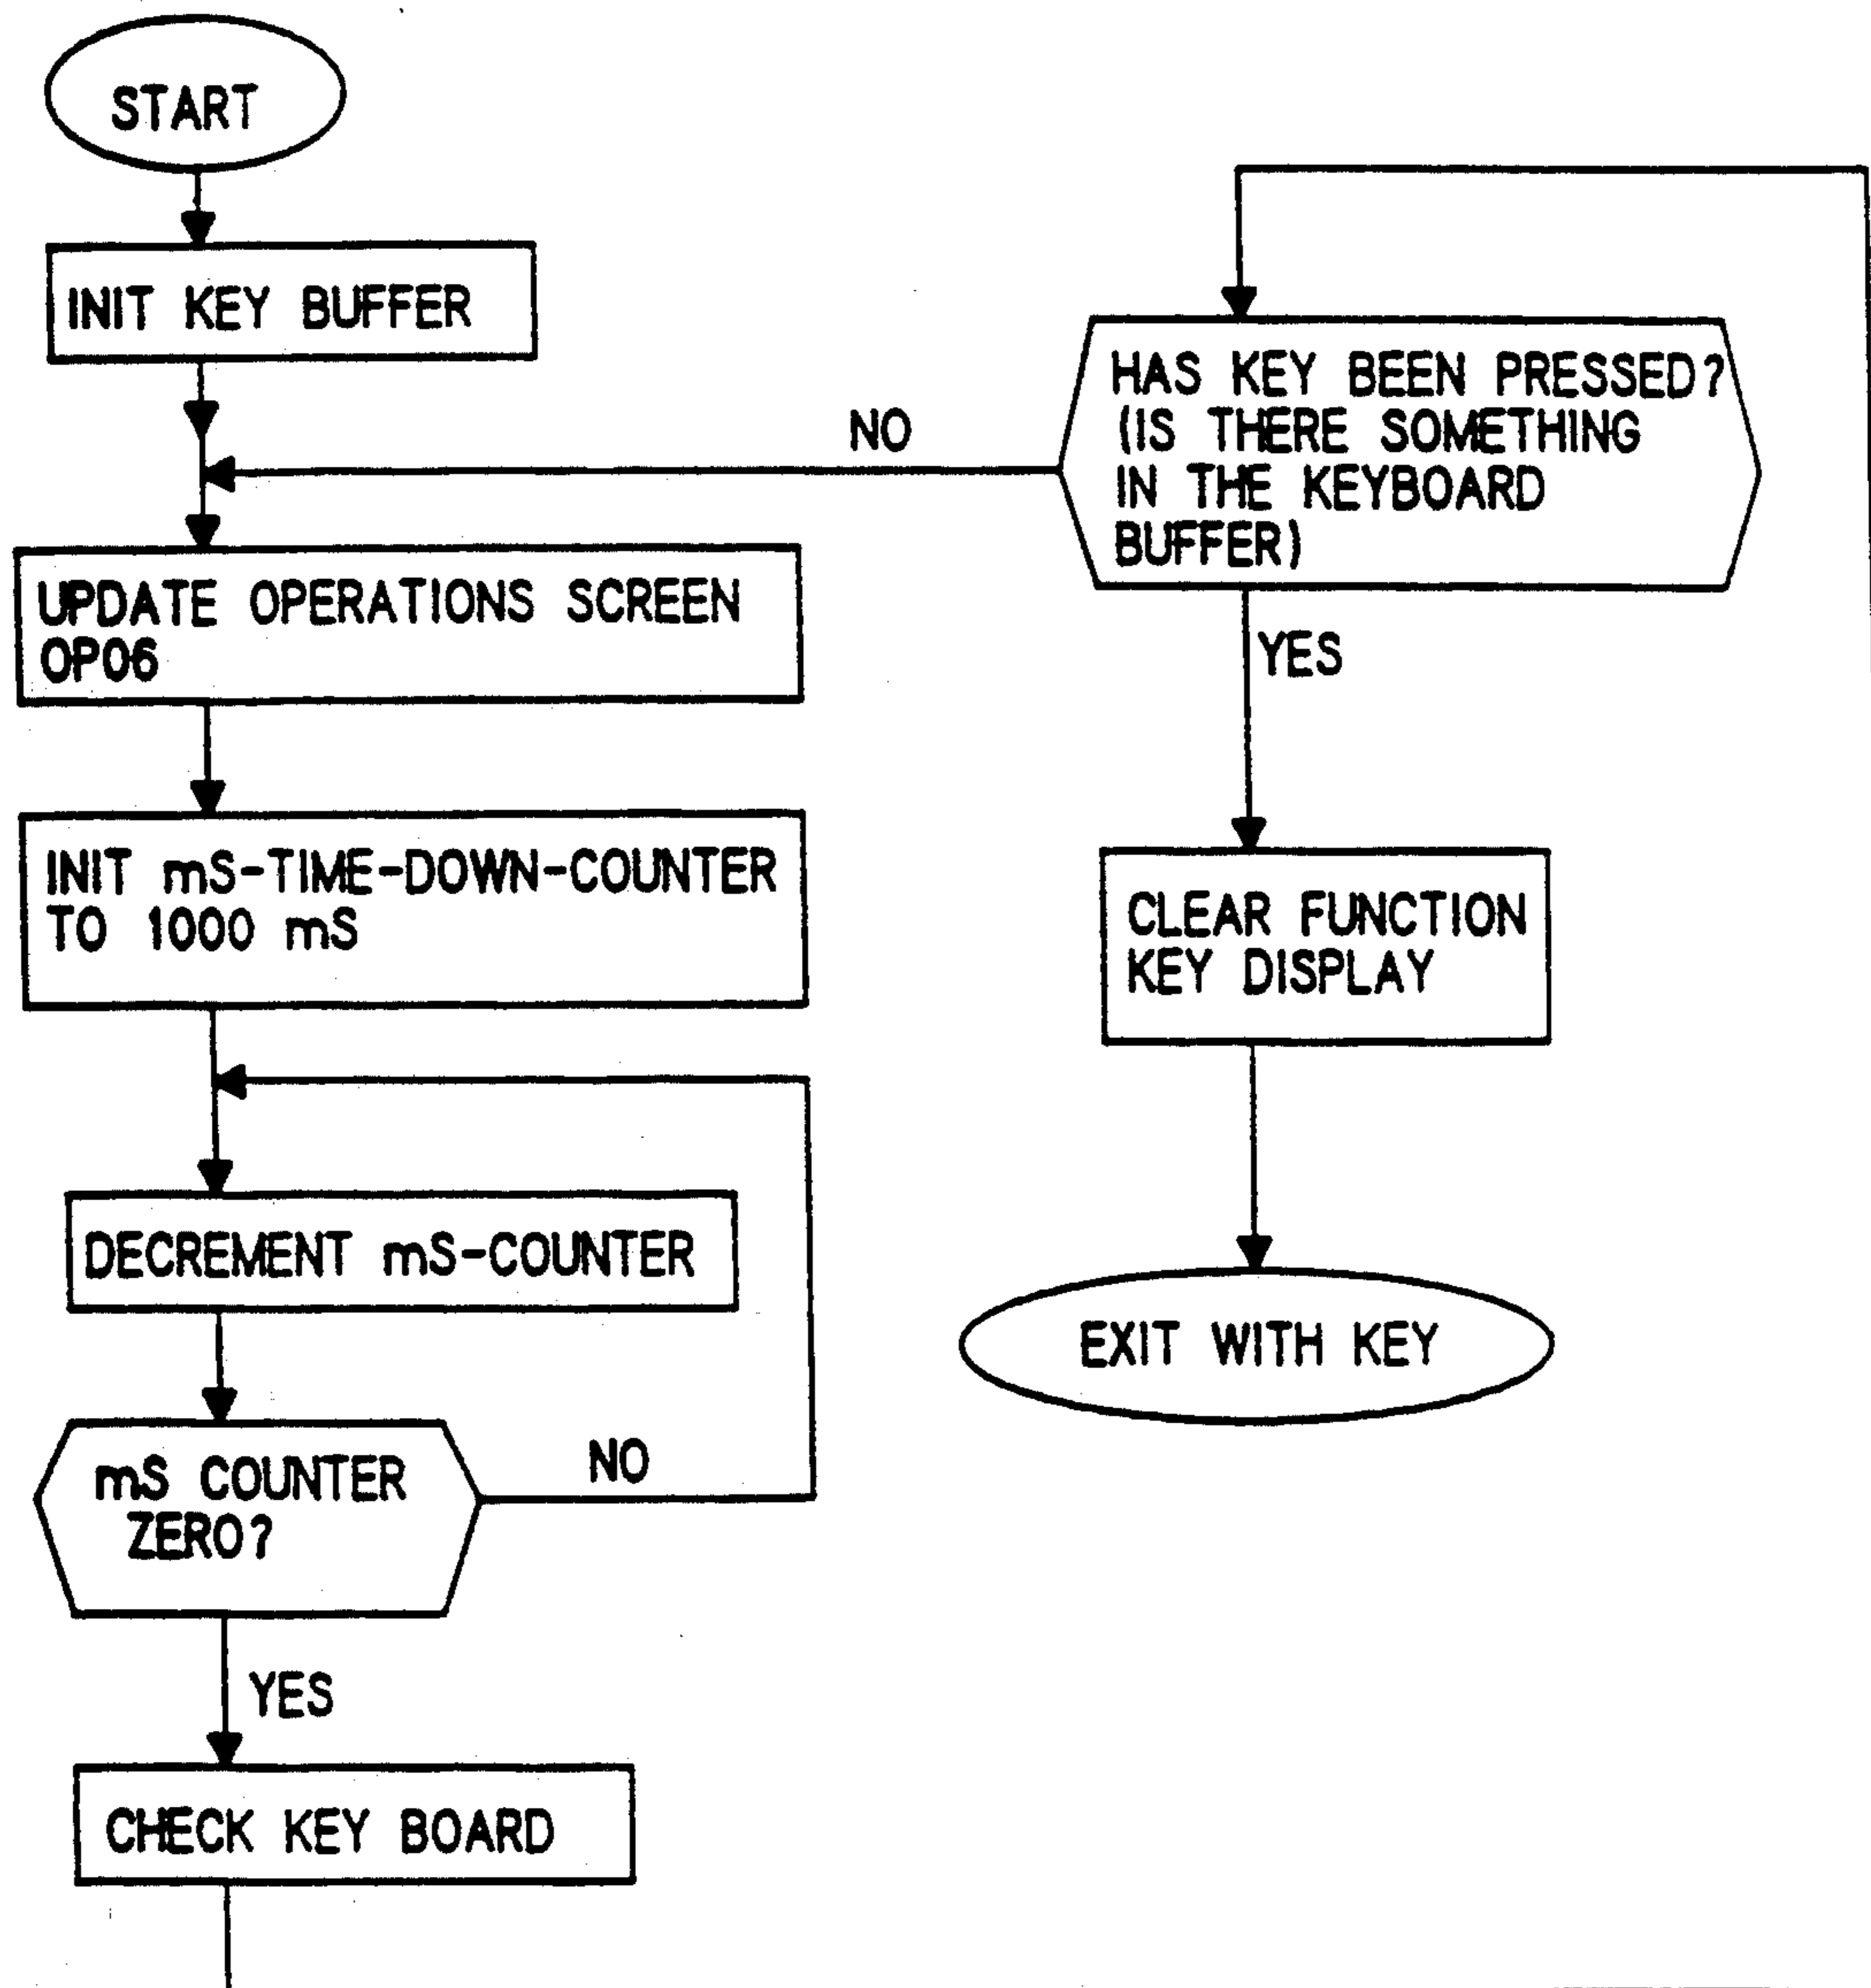 START
INIT KEY BUFFER
UPDATE OPERATIONS SCREEN
OP06
INIT mS-TIME-DOWN-COUNTER
TO 1000 mS
DECREMENT mS-COUNTER
mS COUNTER
ZERO?
NO
YES
CHECK KEY BOARD
HAS KEY BEEN PRESSED?
(IS THERE SOMETHING
IN THE KEYBOARD
BUFFER)
NO
YES
CLEAR FUNCTION
KEY DISPLAY
EXIT WITH KEY